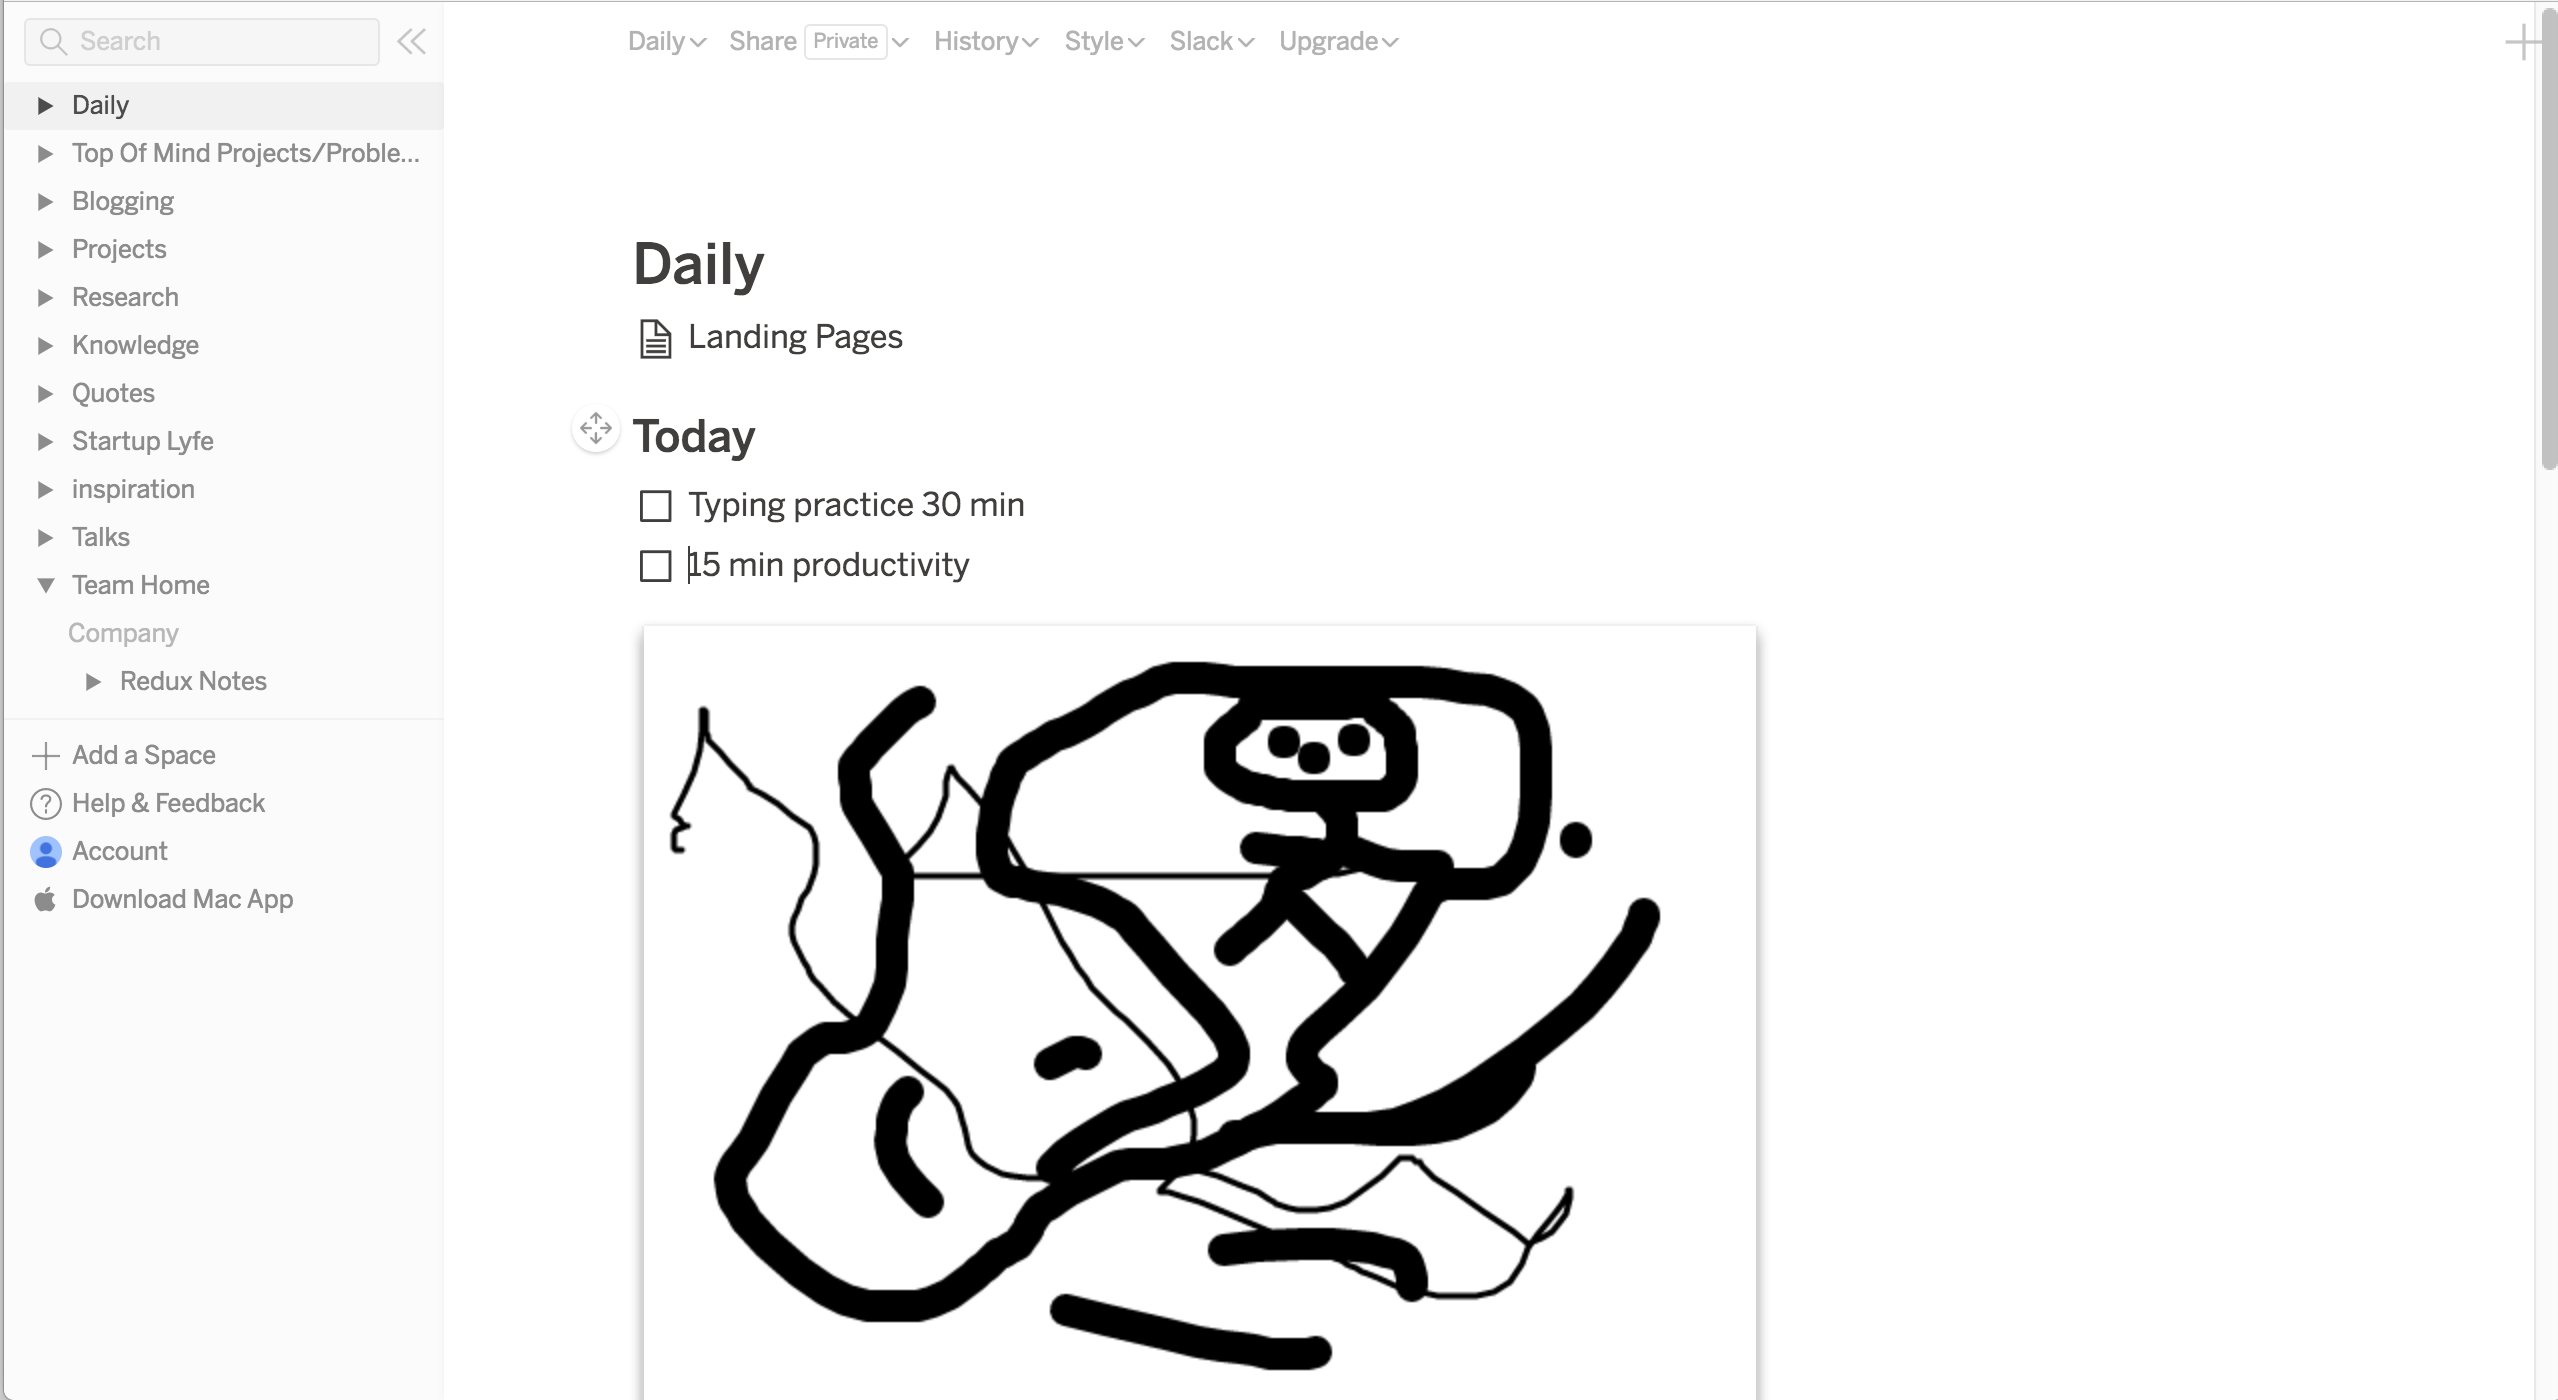 Search
Daily
Top Of Mind Projects/Proble...
Blogging
Projects
Research
Knowledge
Quotes
Startup Lyfe
inspiration
Talks
Team Home
Company
Redux Notes
Add a Space
Help & Feedback
Account
Download Mac App
Daily Share Private History Style Slack Upgrade
Daily
Landing Pages
Today
Typing practice 30 min
15 min productivity